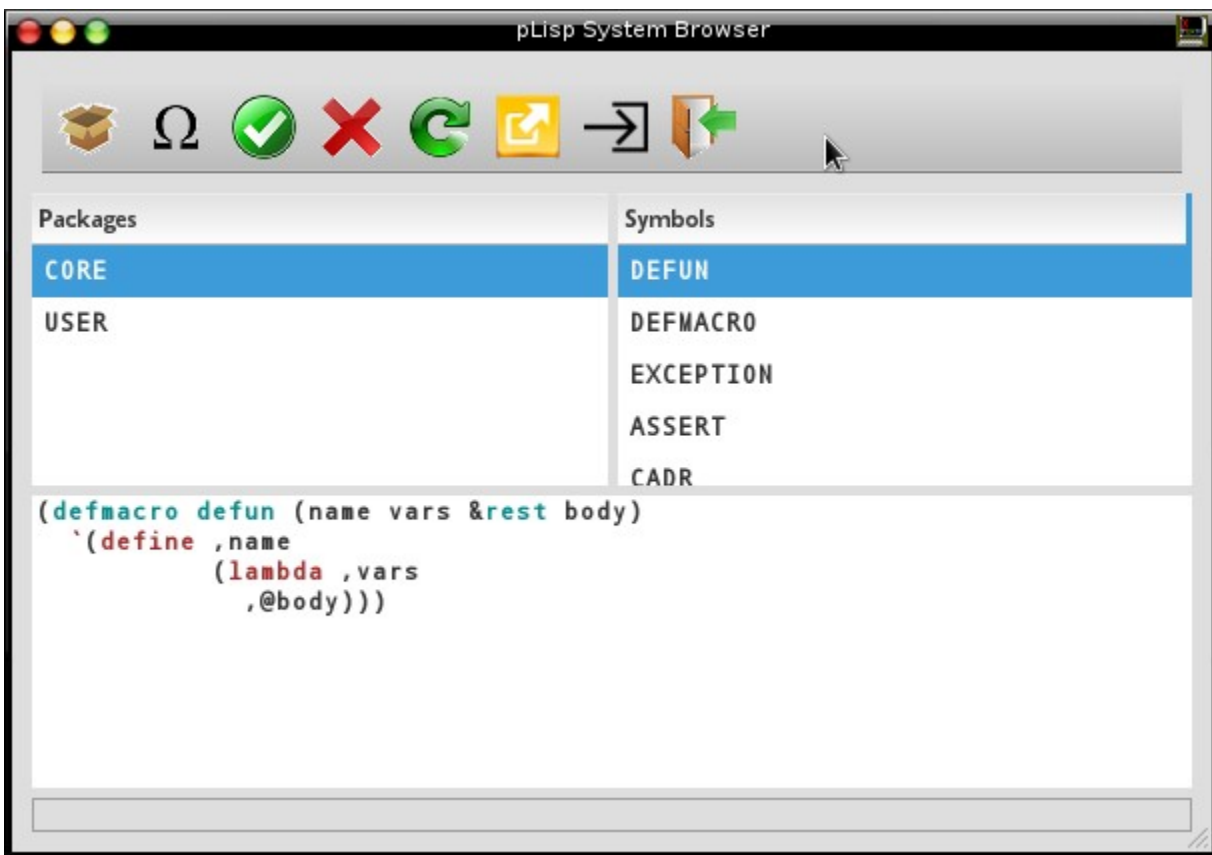 pLisp System Browser
Ω
Packages
Symbols
CORE
DEFUN
USER
DEFMACRO
EXCEPTION
ASSERT
CADR
(defmacro defun (name vars &rest body)
  `(define ,name
           (lambda ,vars
             ,@body)))